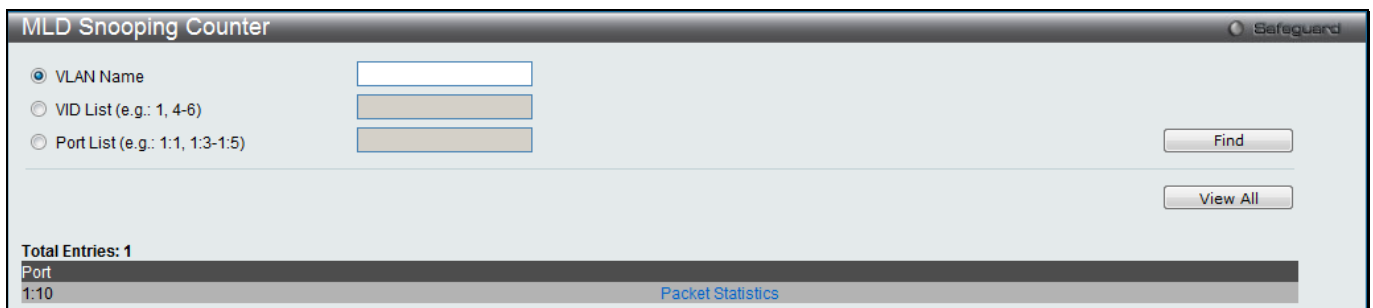 MLD Snooping Counter Safeguard
VLAN Name
VID List (e.g.: 1, 4-6)
Port List (e.g.: 1:1, 1:3-1:5) Find
View All
Total Entries: 1
Port
1:10 Packet Statistics